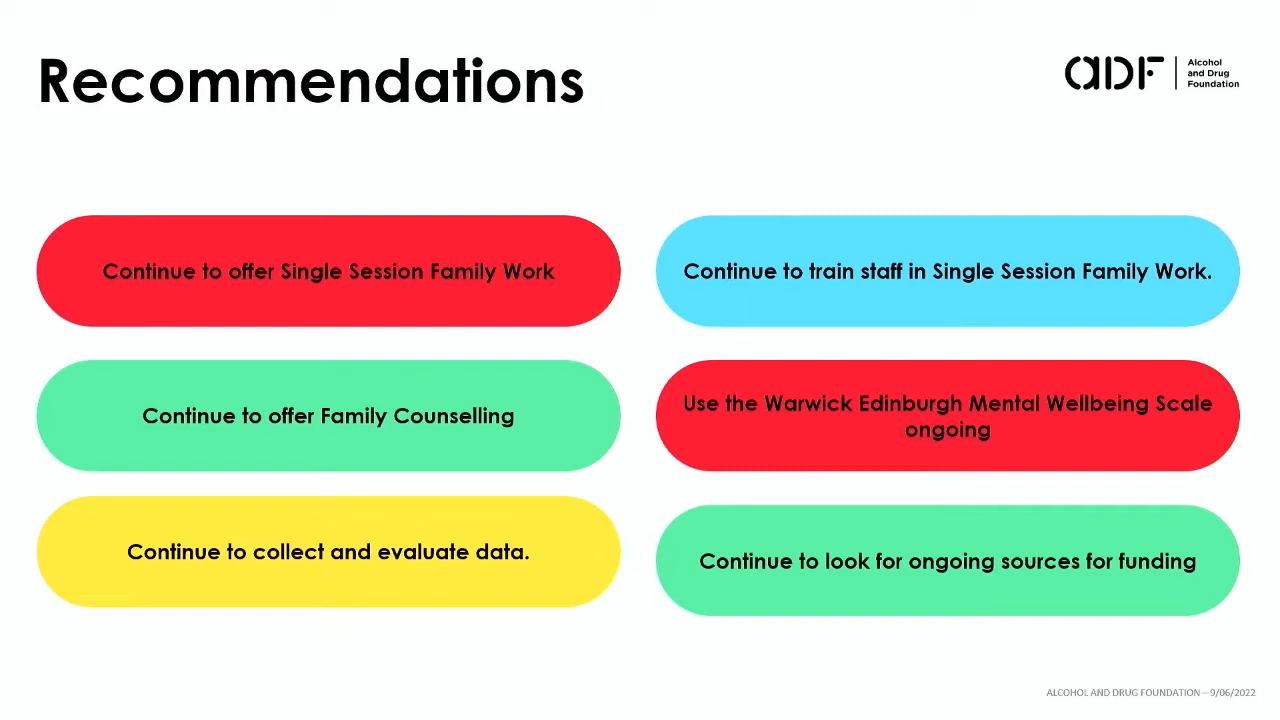 Recommendations
aDF
Alcohol
and Drug
Foundation
Continue to offer Single Session Family Work
Continue to train staff in Single Session Family Work.
Continue to offer Family Counselling
Use the Warwick Edinburgh Mental Wellbeing Scale
ongoing
Continue to collect and evaluate data.
Continue to look for ongoing sources for funding
ALCOHOL AND DRUG FOUNDATION—9/06/2022